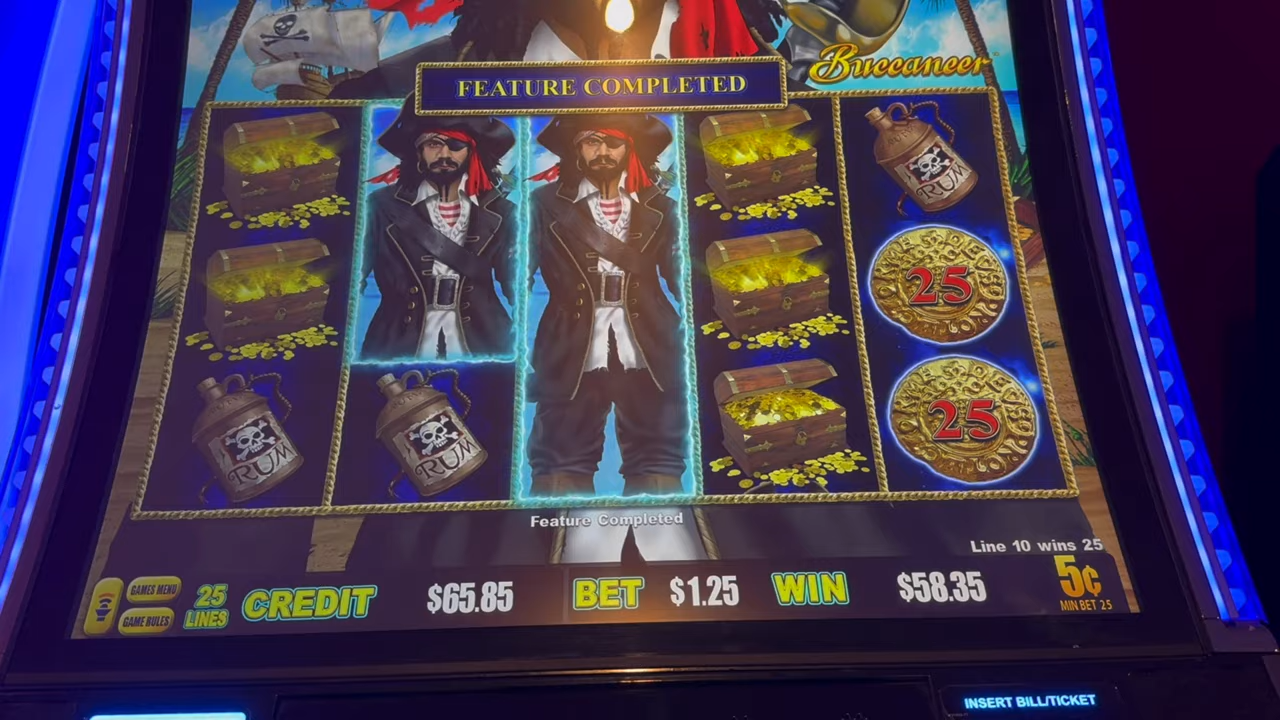 Buccaneer
FEATURE COMPLETED
RUM
25
25
RUM
RUM
Feature Completed
Line 10 wins 25
GAMES MENU
GAME RULES
25
LINES
CREDIT
$65.85
BET
$1.25
WIN
$58.35
5¢
MIN BET 25
INSERT BILL/TICKET